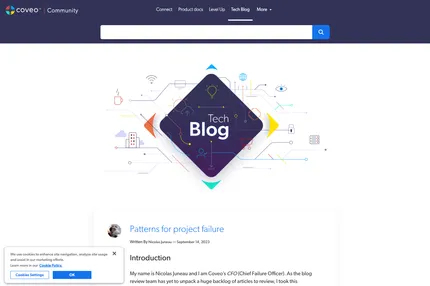 coveo™ | Community
Connect Product docs Level Up Tech Blog More
Tech
Blog
Patterns for project failure
Written By Nicolas Juneau — September 14, 2023
Introduction
My name is Nicolas Juneau and I am Coveo's CFO (Chief Failure Officer). As the blog
review team has yet to unpack a huge backlog of articles to review, I took this
We use cookies to enhance site navigation, analyze site usage
and assist in our marketing efforts.
Learn more in our Cookie Policy.
Cookies Settings
OK